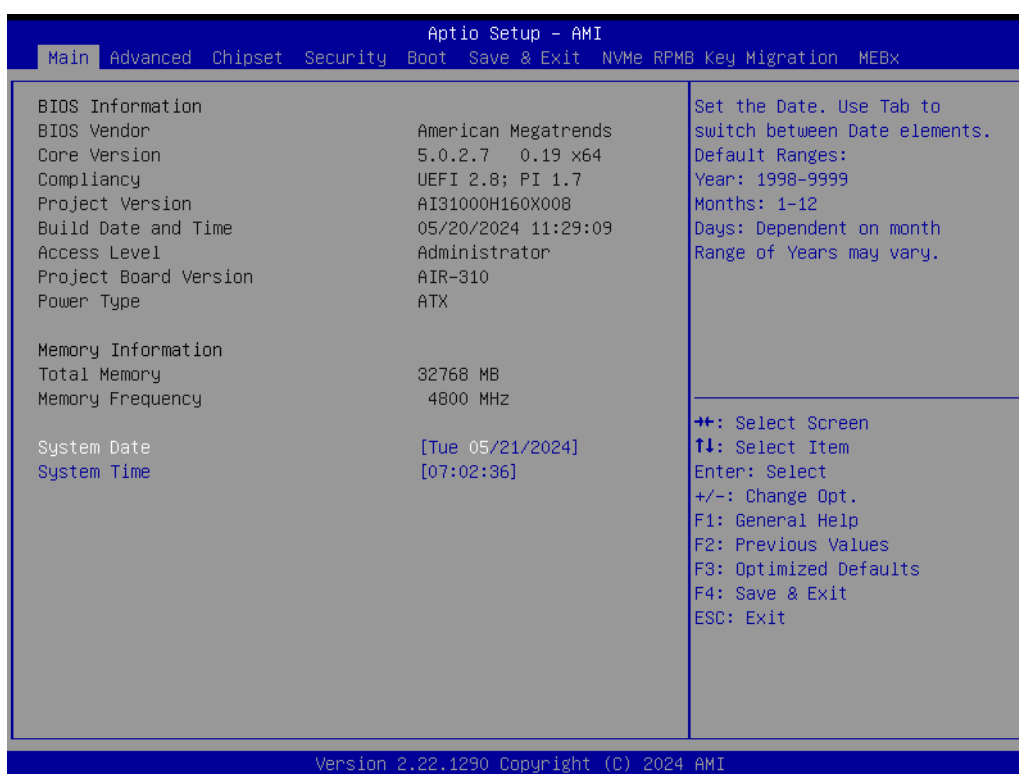 Aptio Setup – AMI
Main Advanced Chipset Security Boot Save & Exit NVMe RPMB Key Migration MEBx
BIOS Information
BIOS Vendor American Megatrends
Core Version 5.0.2.7 0.19 x64
Compliancy UEFI 2.8; PI 1.7
Project Version AI31000H160X008
Build Date and Time 05/20/2024 11:29:09
Access Level Administrator
Project Board Version AIR-310
Power Type ATX
Memory Information
Total Memory 32768 MB
Memory Frequency 4800 MHz
System Date [Tue 05/21/2024]
System Time [07:02:36]
Set the Date. Use Tab to
switch between Date elements.
Default Ranges:
Year: 1998-9999
Months: 1-12
Days: Dependent on month
Range of Years may vary.
→←: Select Screen
↑↓: Select Item
Enter: Select
+/-: Change Opt.
F1: General Help
F2: Previous Values
F3: Optimized Defaults
F4: Save & Exit
ESC: Exit
Version 2.22.1290 Copyright (C) 2024 AMI